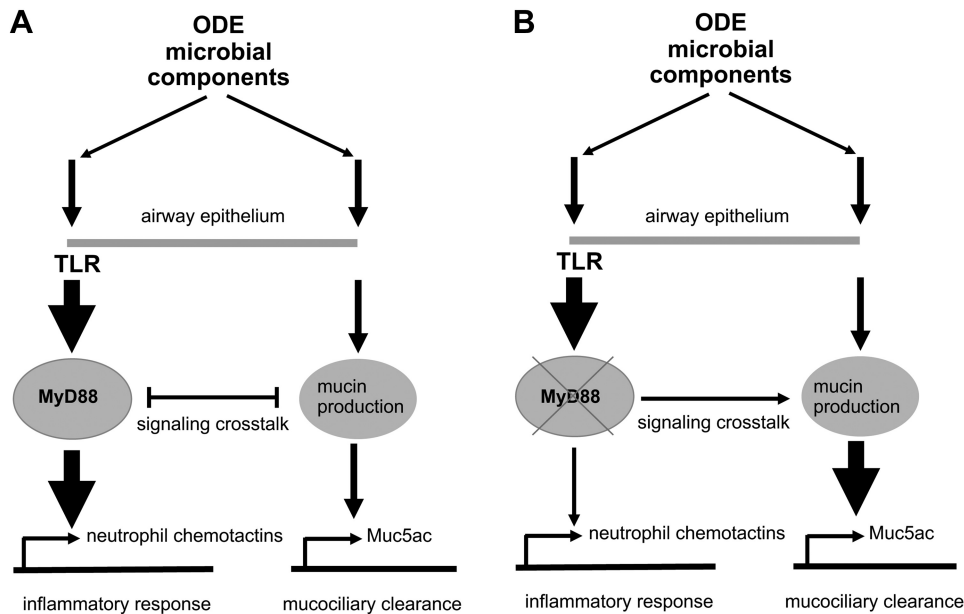 A
ODE
microbial
components
airway epithelium
TLR
MyD88
mucin
production
signaling crosstalk
neutrophil chemotactins
Muc5ac
inflammatory response
mucociliary clearance
B
ODE
microbial
components
airway epithelium
TLR
MyD88
mucin
production
signaling crosstalk
neutrophil chemotactins
Muc5ac
inflammatory response
mucociliary clearance